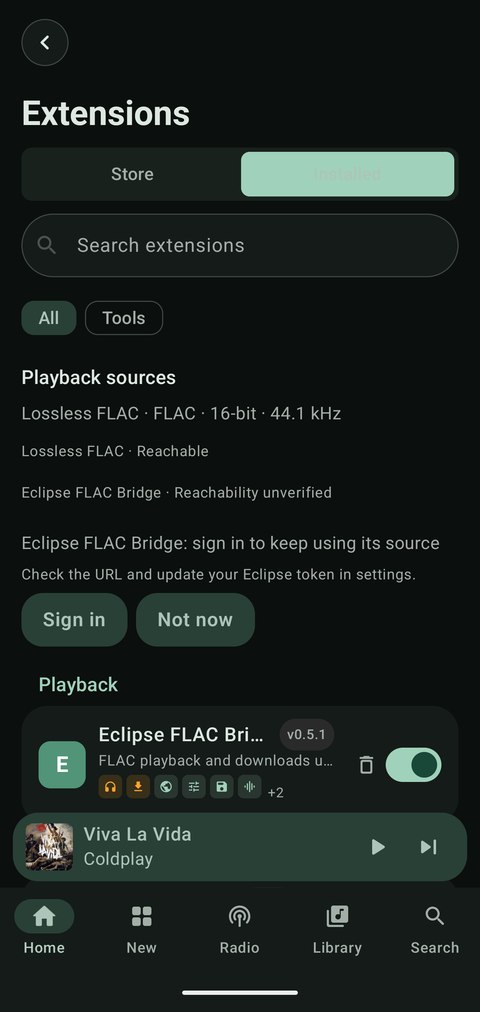 Extensions
Store
Installed
Search extensions
All
Tools
Playback sources
Lossless FLAC · FLAC · 16-bit · 44.1 kHz
Lossless FLAC · Reachable
Eclipse FLAC Bridge · Reachability unverified
Eclipse FLAC Bridge: sign in to keep using its source
Check the URL and update your Eclipse token in settings.
Sign in
Not now
Playback
E
Eclipse FLAC Bri...
v0.5.1
FLAC playback and downloads u...
+2
Viva La Vida
Coldplay
Home
New
Radio
Library
Search